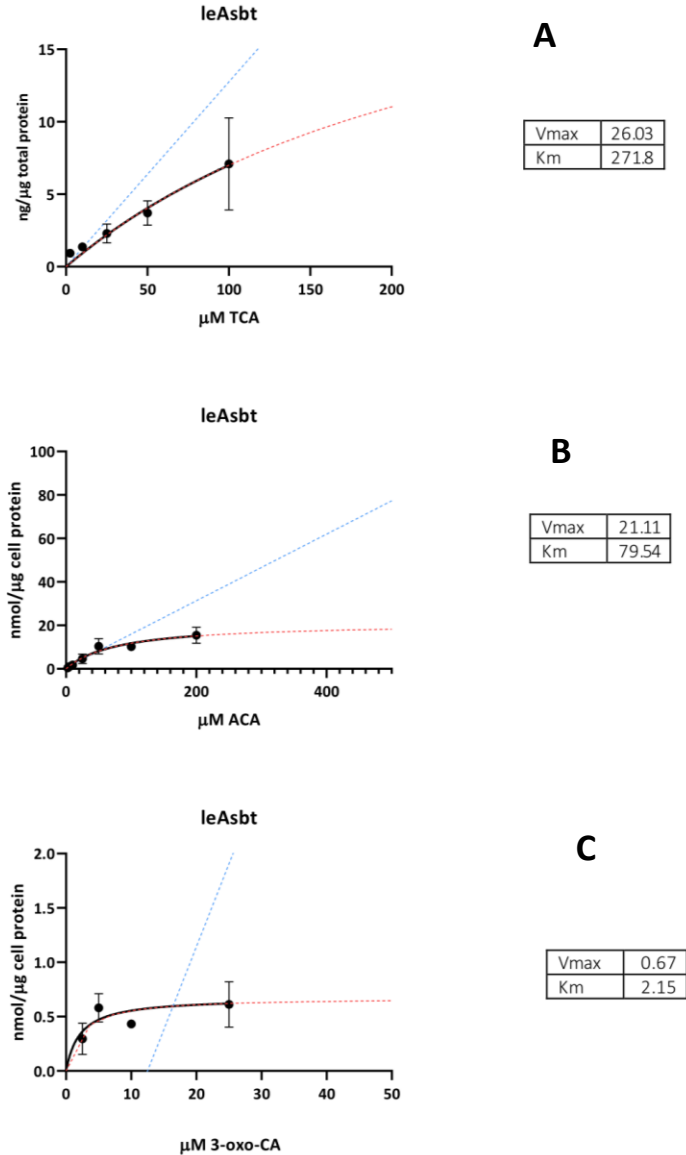 leAsbt
A
15
10
5
0
ng/μg total protein
0 50 100 150 200
μM TCA
Vmax 26.03
Km 271.8
leAsbt
B
100
80
60
40
20
0
nmol/μg cell protein
0 200 400
μM ACA
Vmax 21.11
Km 79.54
leAsbt
C
2.0
1.5
1.0
0.5
0.0
nmol/μg cell protein
0 10 20 30 40 50
μM 3-oxo-CA
Vmax 0.67
Km 2.15